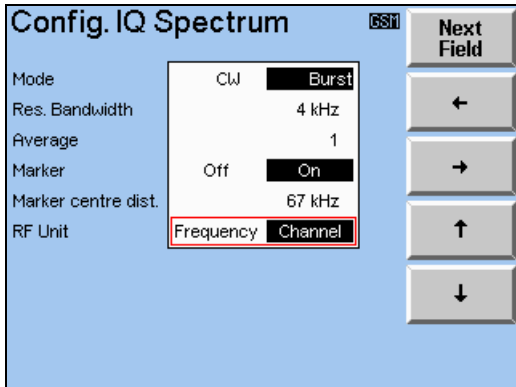 Config. IQ Spectrum GSM
Next
Field
Mode CW Burst
Res. Bandwidth 4 kHz
Average 1
Marker Off On
Marker centre dist. 67 kHz
RF Unit Frequency Channel
←
→
↑
↓